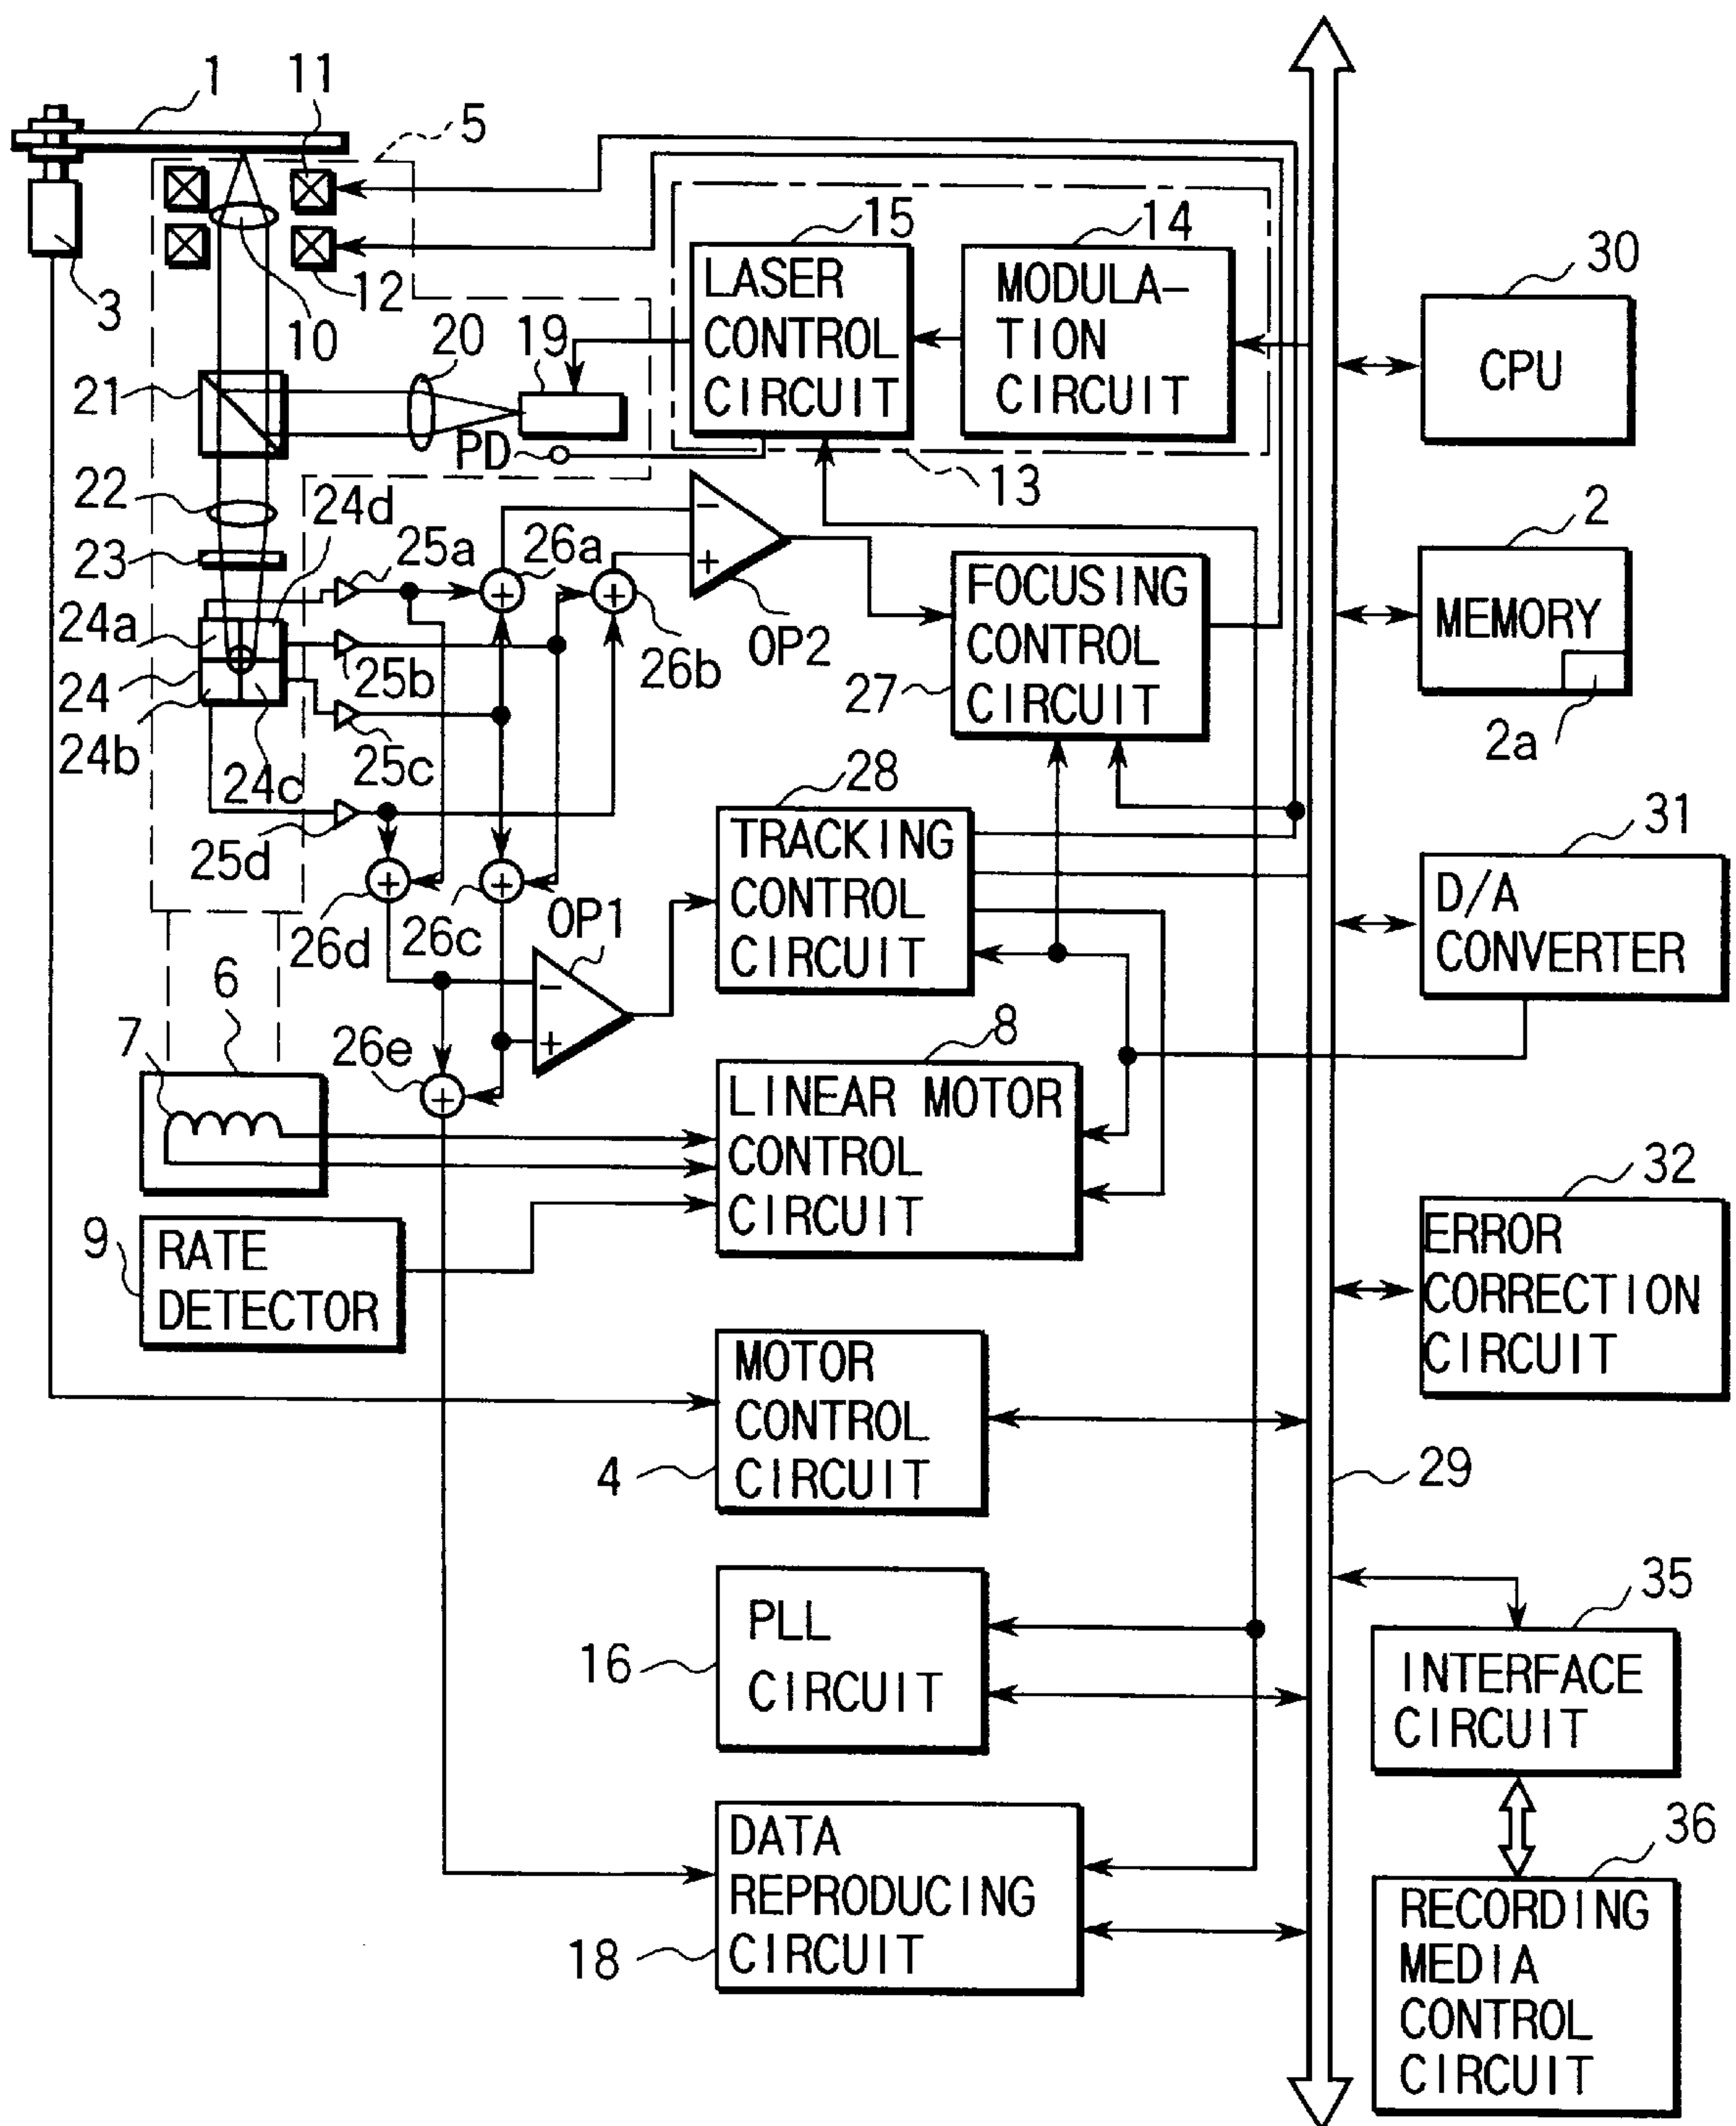 1
11
5
3
12
10
20
19
21
PD
15
LASER
CONTROL
CIRCUIT
14
MODULA-
TION
CIRCUIT
13
30
CPU
22
23
24d
24a
24
24b
24c
25a
25b
25c
25d
26a
26b
-
+
OP2
FOCUSING
CONTROL
CIRCUIT
27
2
MEMORY
2a
28
TRACKING
CONTROL
CIRCUIT
31
D/A
CONVERTER
26d
26c
OP1
-
+
26e
6
7
8
LINEAR MOTOR
CONTROL
CIRCUIT
9
RATE
DETECTOR
32
ERROR
CORRECTION
CIRCUIT
MOTOR
CONTROL
CIRCUIT
4
29
PLL
CIRCUIT
16
35
INTERFACE
CIRCUIT
DATA
REPRODUCING
CIRCUIT
18
36
RECORDING
MEDIA
CONTROL
CIRCUIT